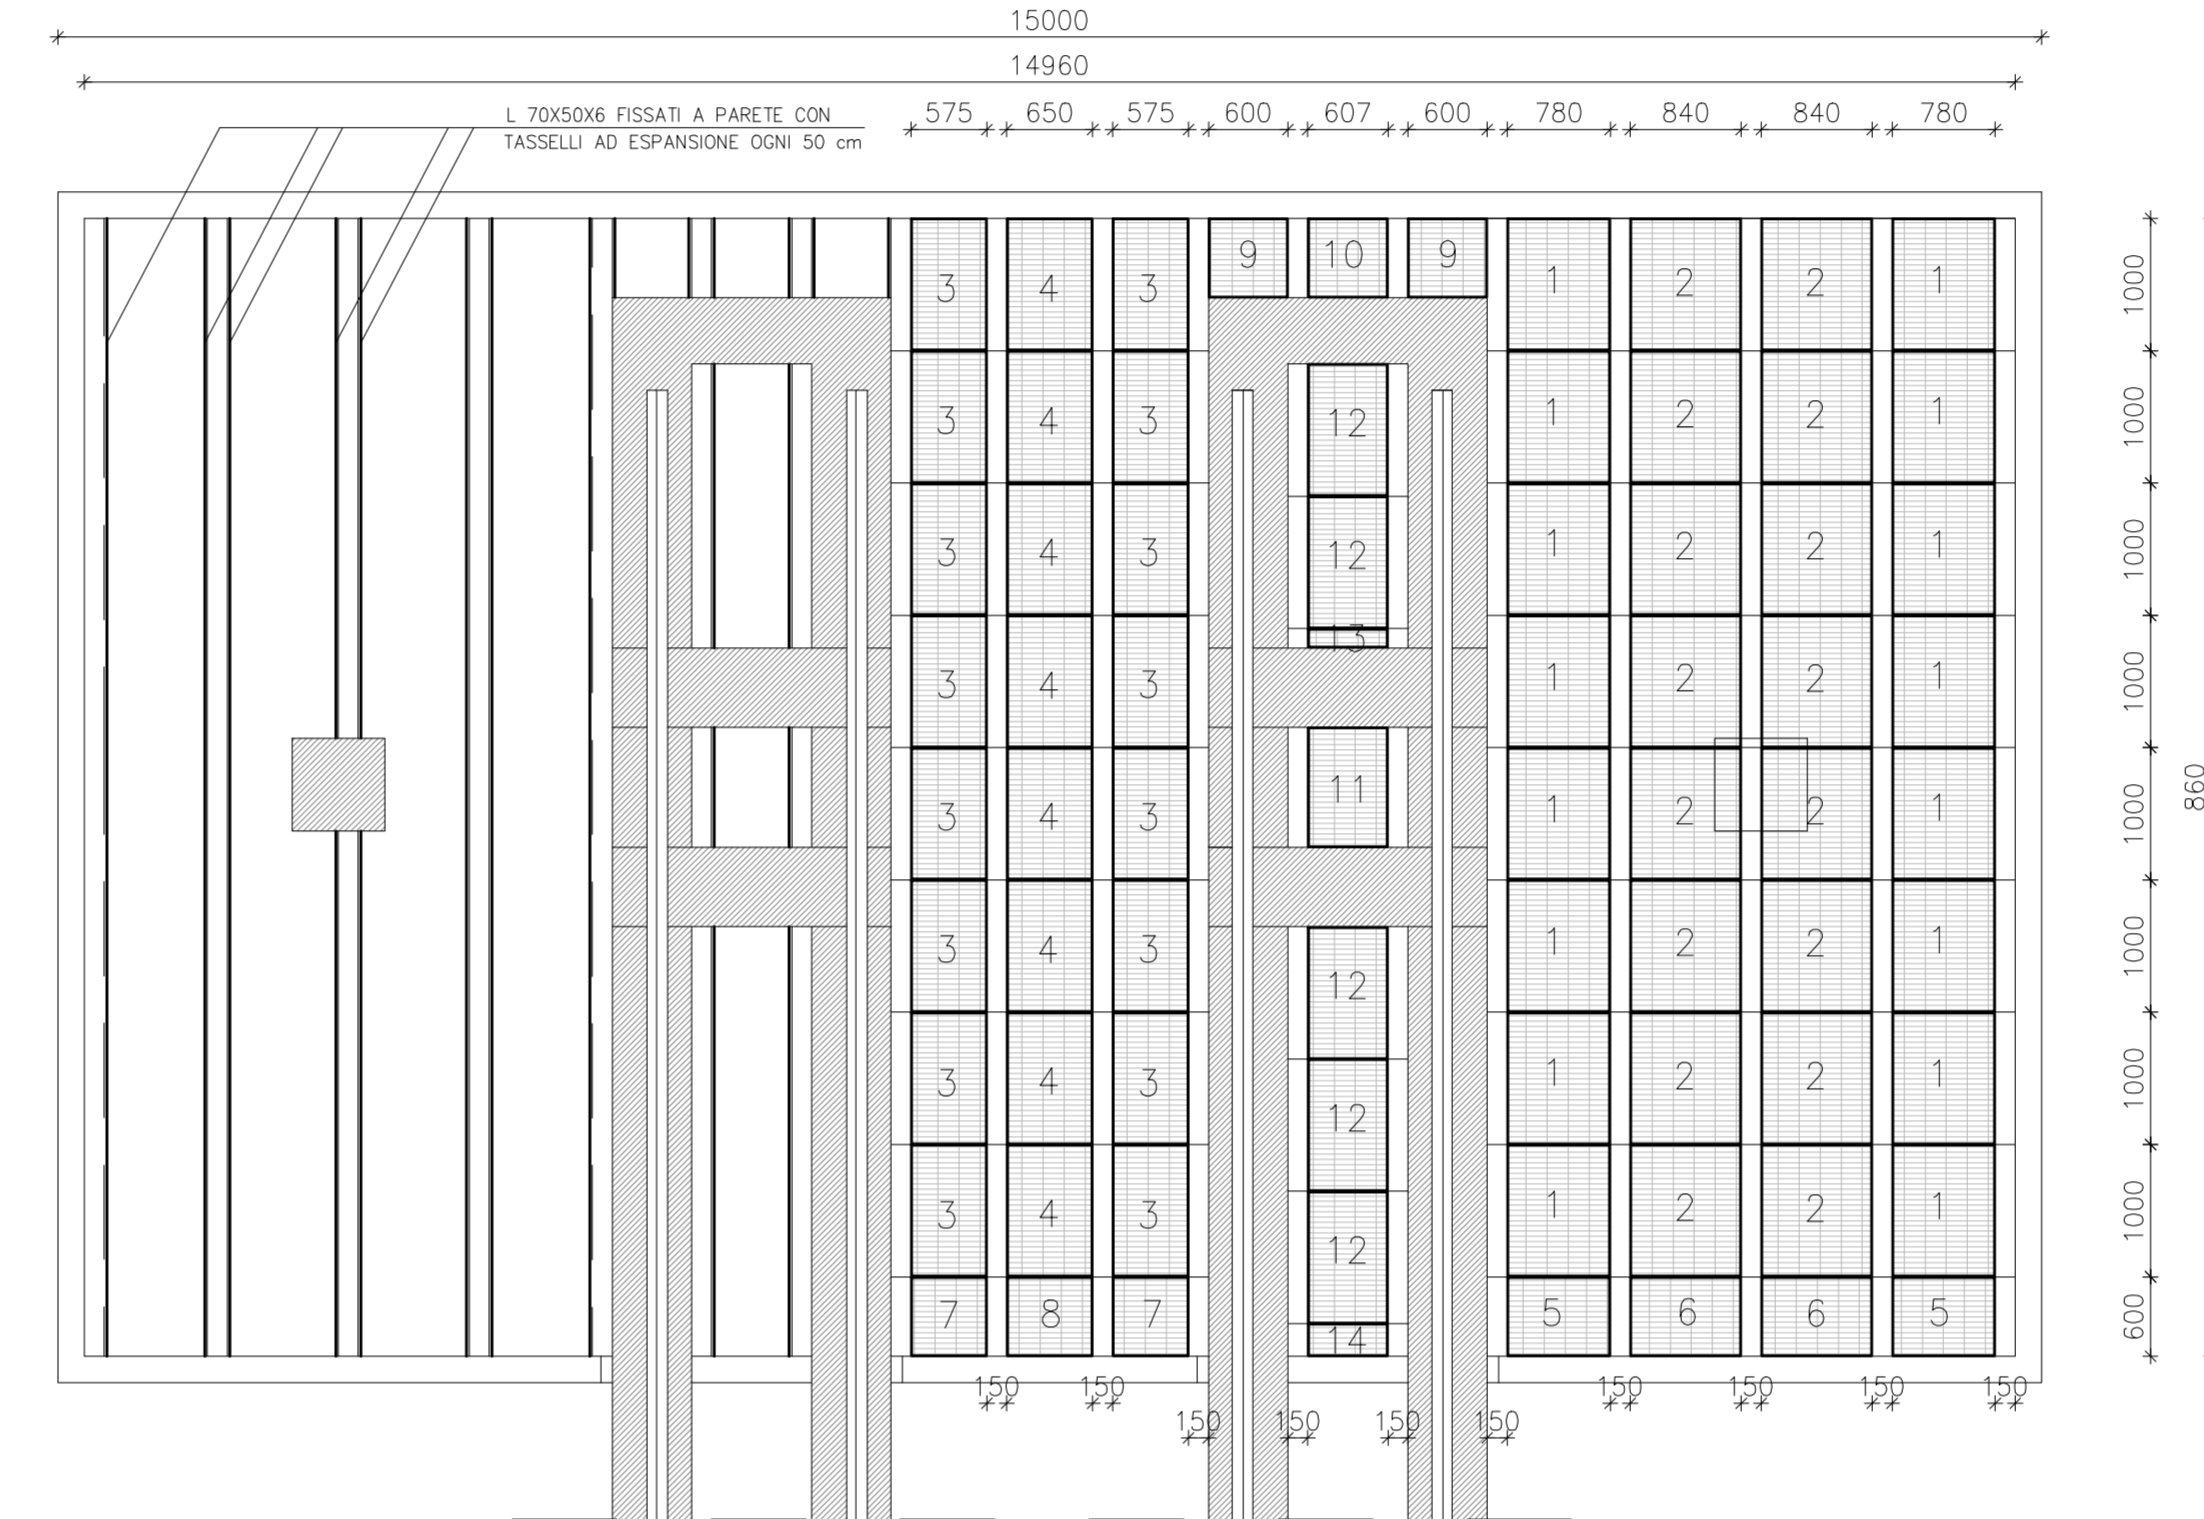 15000
14960
L 70X50X6 FISSATI A PARETE CON
TASSELLI AD ESPANSIONE OGNI 50 cm
575 650 575 600 607 600 780 840 840 780
3 4 3 9 10 9 1 2 2 1 1000
3 4 3 12 1 2 2 1 1000
3 4 3 12 1 2 2 1 1000
13
3 4 3 1 2 2 1 1000
3 4 3 11 1 2 2 1 1000
860
3 4 3 12 1 2 2 1 1000
3 4 3 12 1 2 2 1 1000
3 4 3 12 1 2 2 1 1000
7 8 7 14 5 6 6 5 600
150 150 150 150 150 150
150 150 150 150